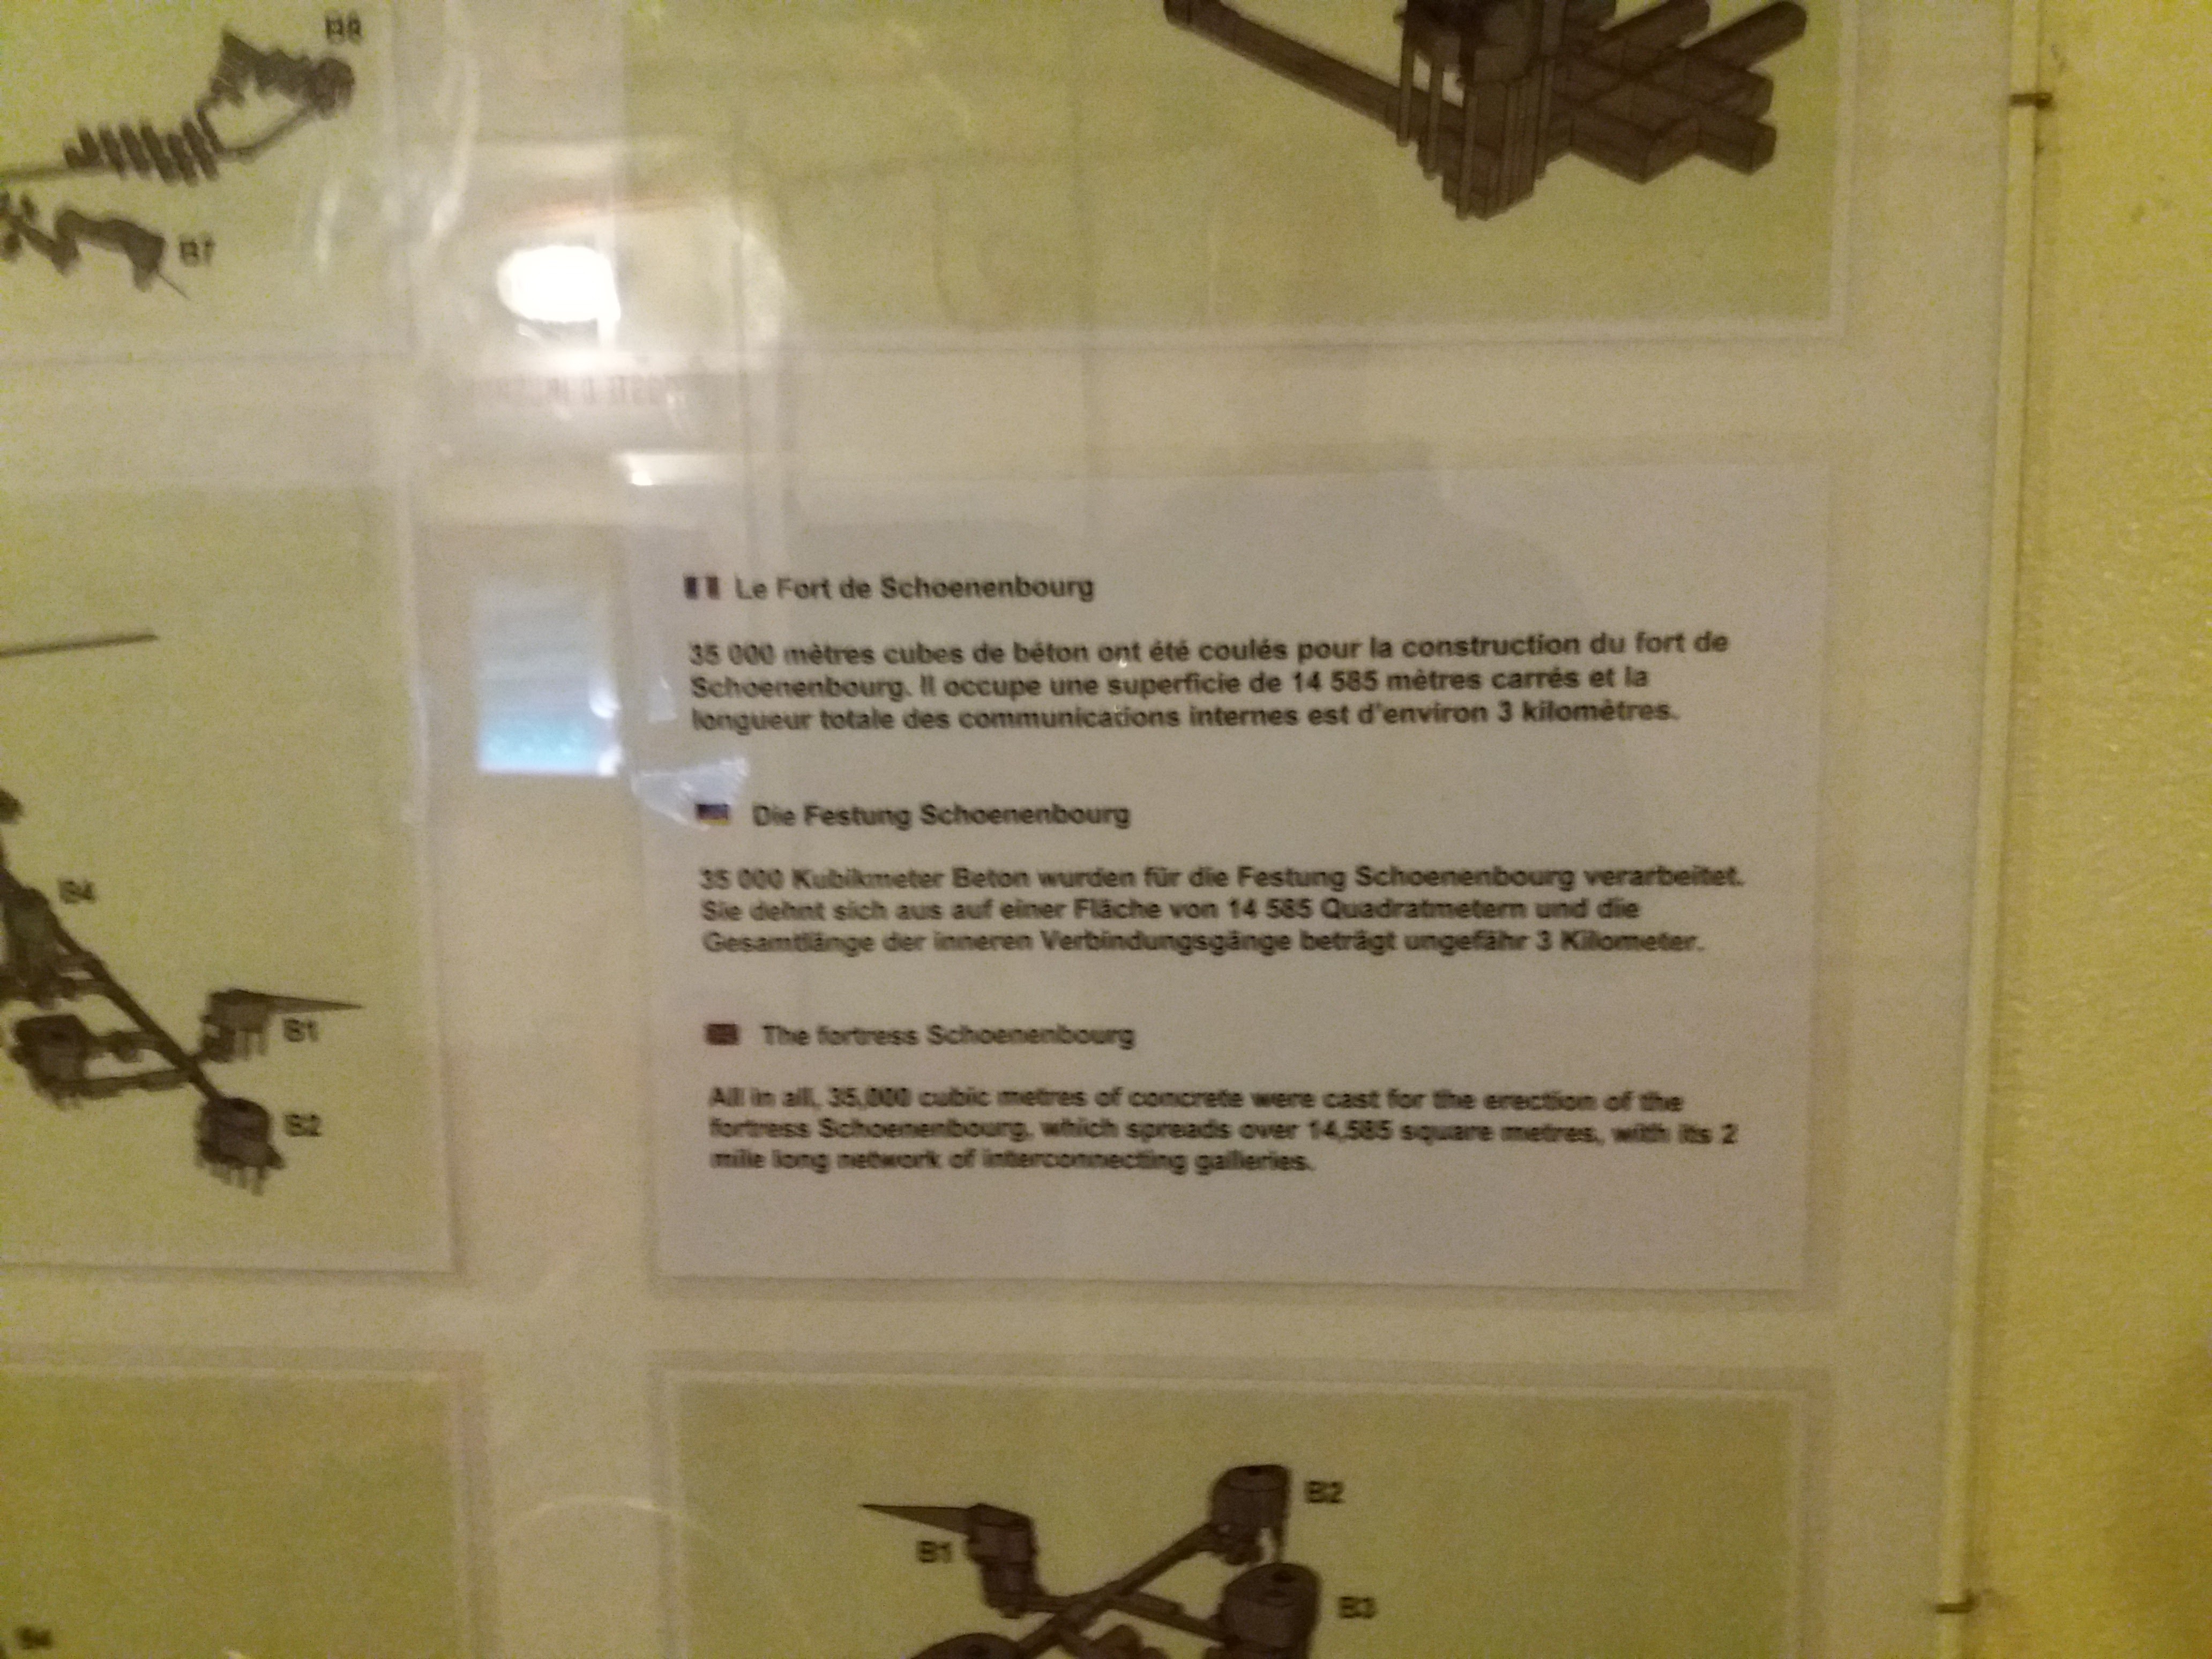 B8
B7
Le Fort de Schoenenbourg
35 000 mètres cubes de béton ont été coulés pour la construction du fort de
Schoenenbourg. Il occupe une superficie de 14 585 mètres carrés et la
longueur totale des communications internes est d'environ 3 kilomètres.
Die Festung Schoenenbourg
35 000 Kubikmeter Beton wurden für die Festung Schoenenbourg verarbeitet.
Sie dehnt sich aus auf einer Fläche von 14 585 Quadratmetern und die
Gesamtlänge der inneren Verbindungsgänge beträgt ungefähr 3 Kilometer.
The fortress Schoenenbourg
All in all, 35,000 cubic metres of concrete were cast for the erection of the
fortress Schoenenbourg, which spreads over 14,585 square metres, with its 2
mile long network of interconnecting galleries.
B4
B1
B2
B2
B1
B3